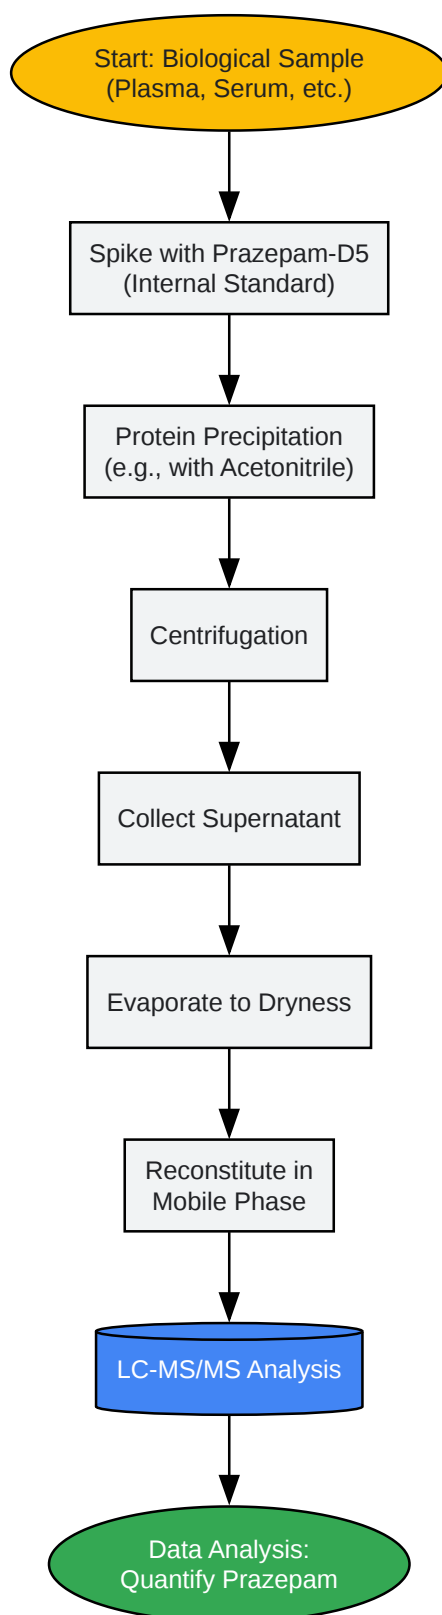 Start: Biological Sample
(Plasma, Serum, etc.)
Spike with Prazepam-D5
(Internal Standard)
Protein Precipitation
(e.g., with Acetonitrile)
Centrifugation
Collect Supernatant
Evaporate to Dryness
Reconstitute in
Mobile Phase
LC-MS/MS Analysis
Data Analysis:
Quantify Prazepam